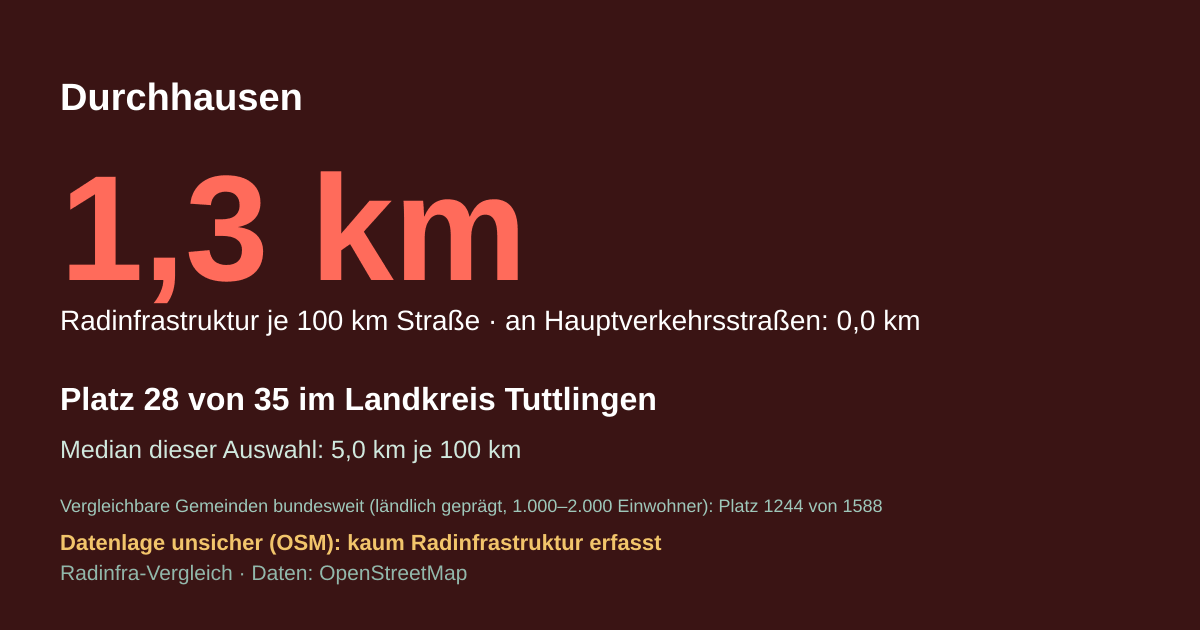 Durchhausen
1,3 km
Radinfrastruktur je 100 km Straße · an Hauptverkehrsstraßen: 0,0 km
Platz 28 von 35 im Landkreis Tuttlingen
Median dieser Auswahl: 5,0 km je 100 km
Vergleichbare Gemeinden bundesweit (ländlich geprägt, 1.000–2.000 Einwohner): Platz 1244 von 1588
Datenlage unsicher (OSM): kaum Radinfrastruktur erfasst
Radinfra-Vergleich · Daten: OpenStreetMap